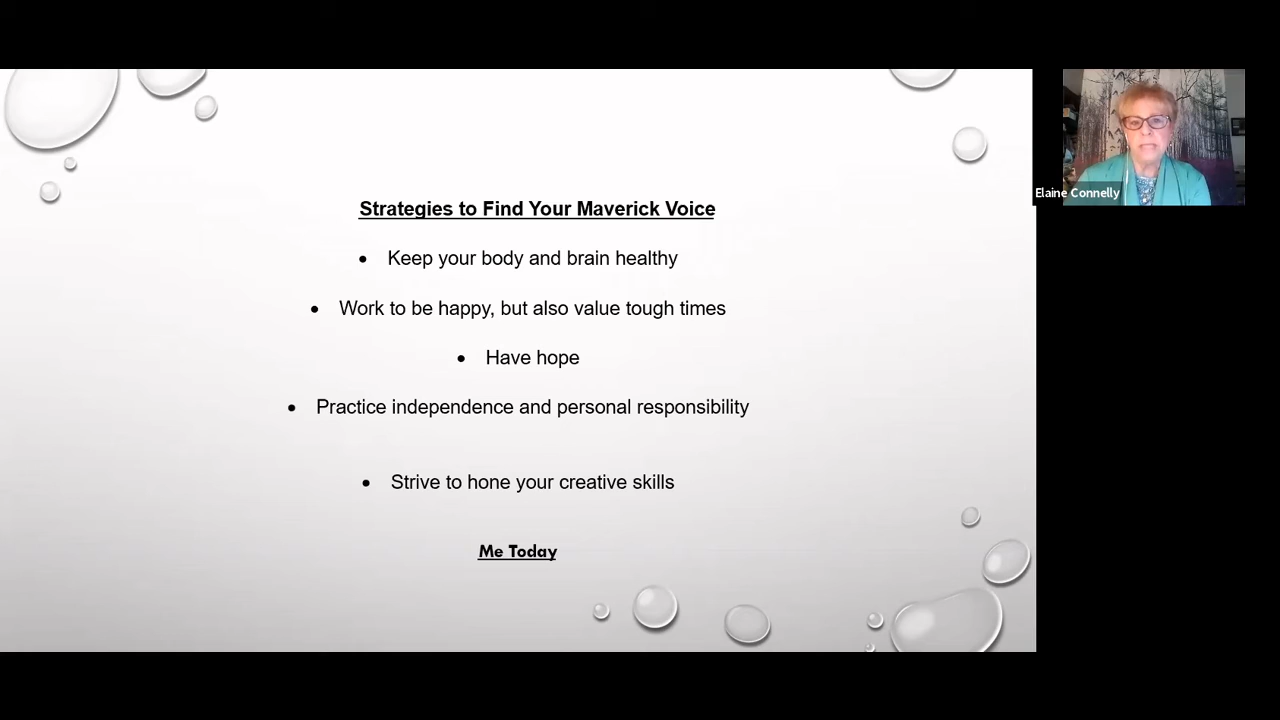 Strategies to Find Your Maverick Voice
• Keep your body and brain healthy
• Work to be happy, but also value tough times
• Have hope
• Practice independence and personal responsibility
• Strive to hone your creative skills
Me Today
Elaine Connelly